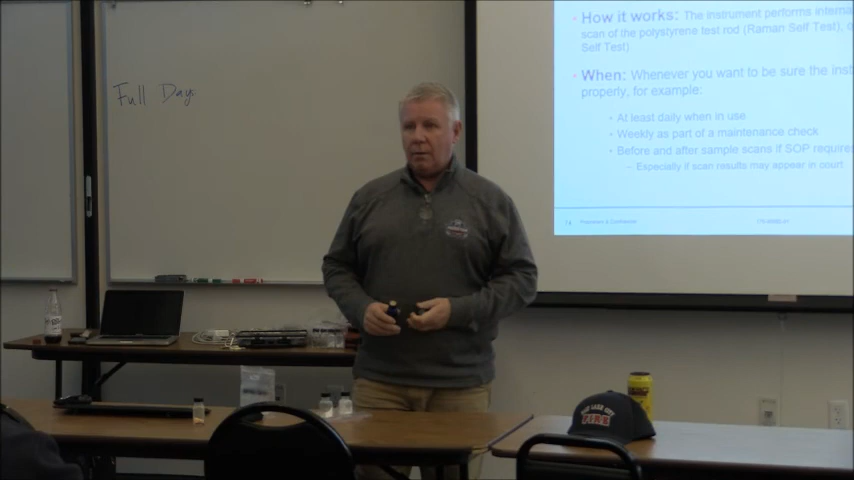 Full Day:
How it works: The instrument performs interna
scan of the polystyrene test rod (Raman Self Test), o
Self Test)
When: Whenever you want to be sure the inst
properly, for example:
At least daily when in use
Weekly as part of a maintenance check
Before and after sample scans if SOP require
– Especially if scan results may appear in court
14 Proprietary & Confidential
FIRE